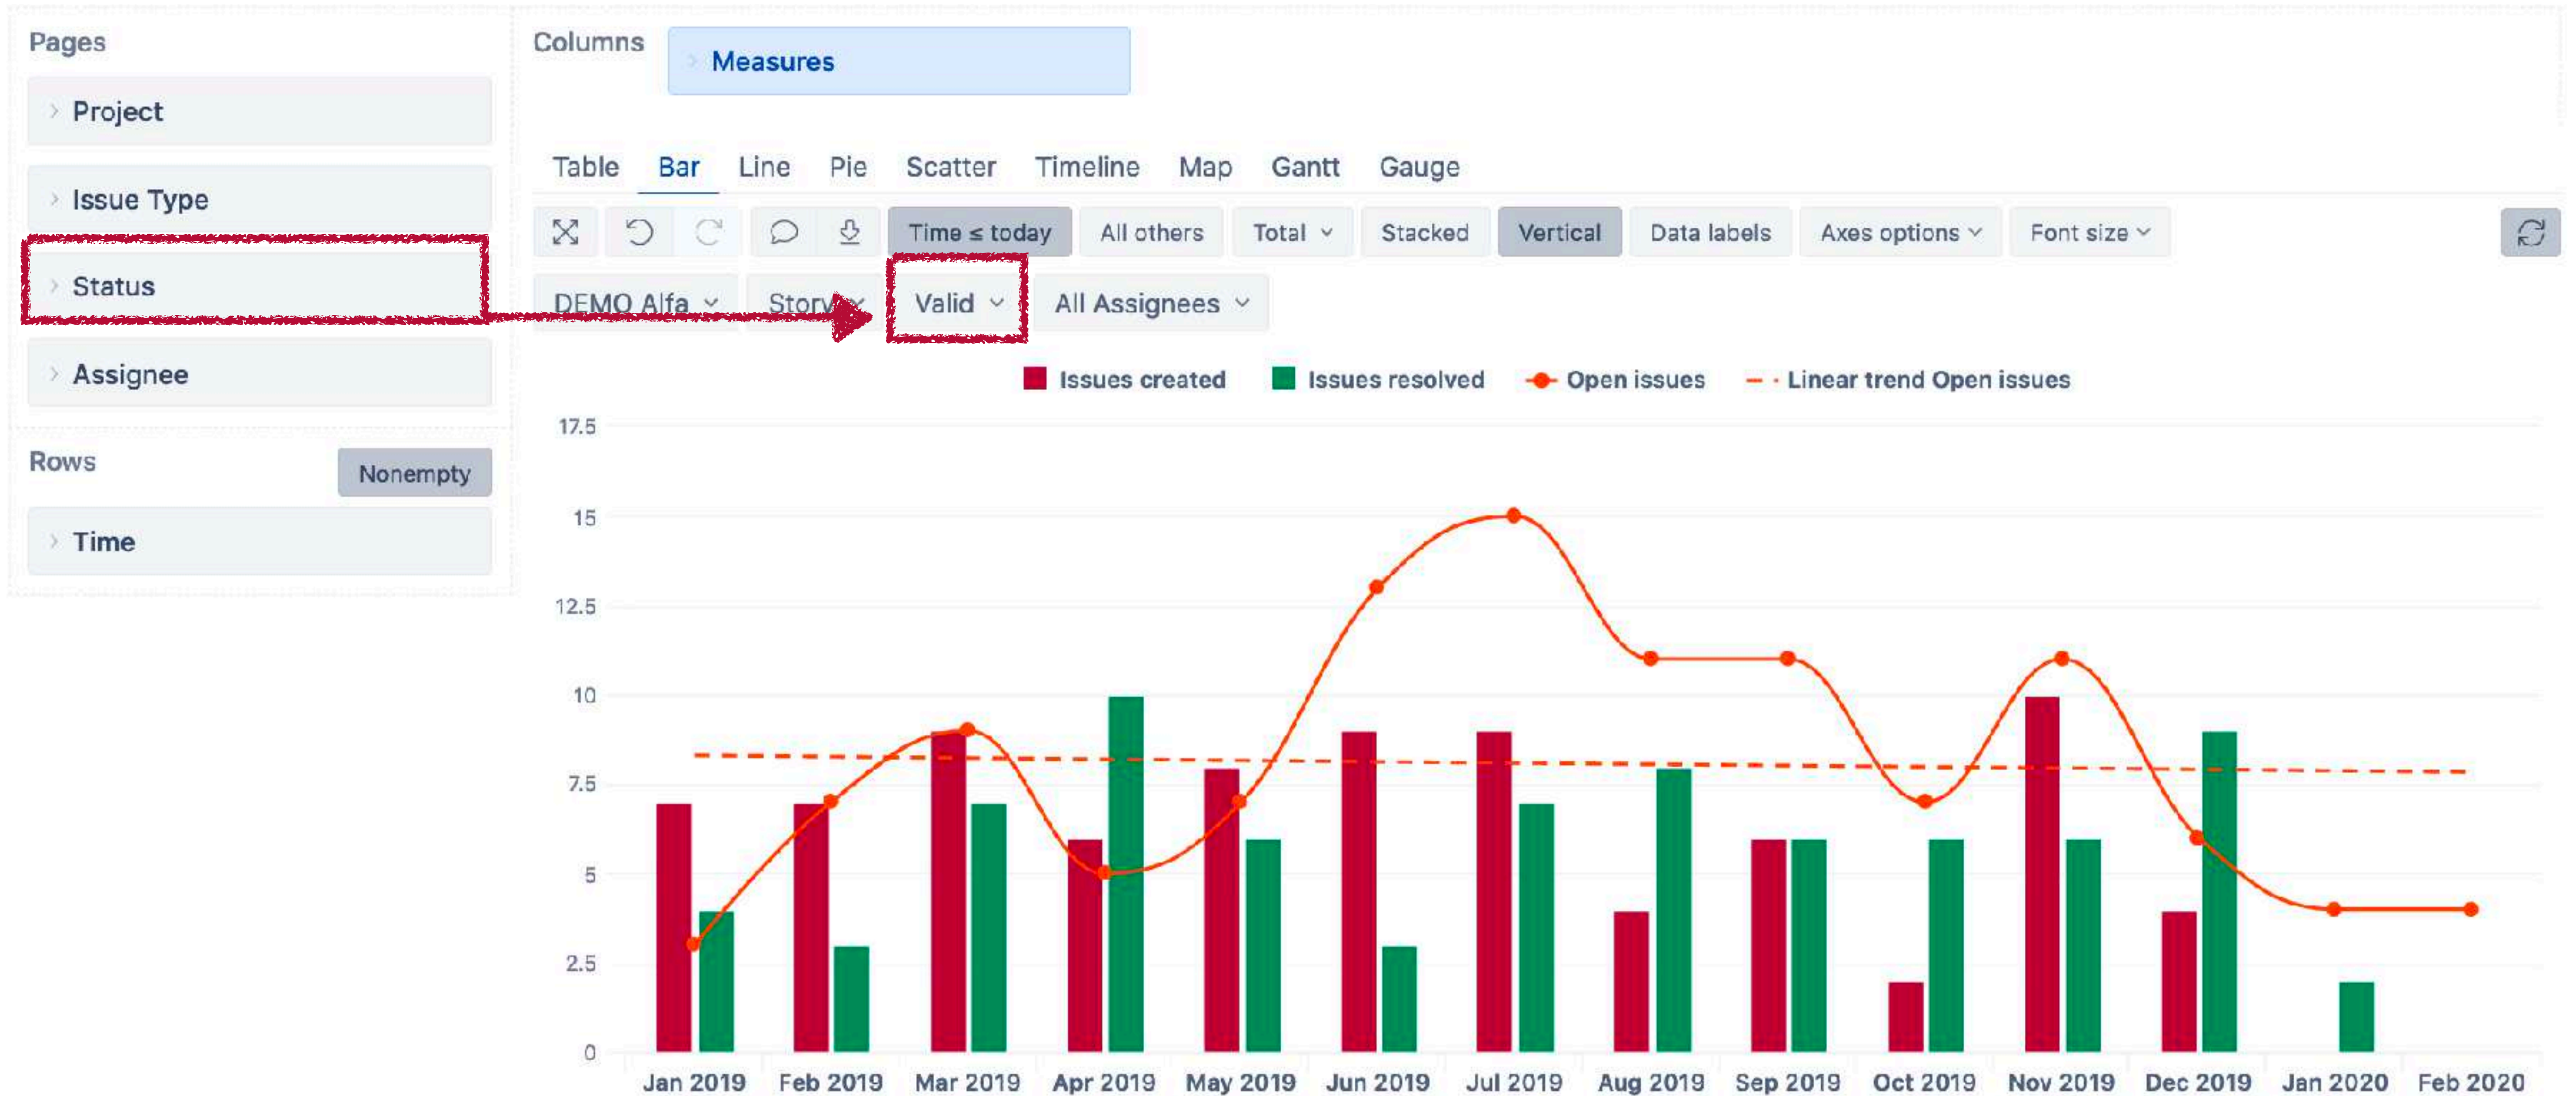 Pages
Project
Issue Type
Status
Assignee
Rows
Nonempty
Time
Columns
Measures
Table Bar Line Pie Scatter Timeline Map Gantt Gauge
Time ≤ today All others Total Stacked Vertical Data labels Axes options Font size
DEMO Alfa Story Valid All Assignees
Issues created Issues resolved Open issues Linear trend Open issues
17.5
15
12.5
10
7.5
5
2.5
0
Jan 2019 Feb 2019 Mar 2019 Apr 2019 May 2019 Jun 2019 Jul 2019 Aug 2019 Sep 2019 Oct 2019 Nov 2019 Dec 2019 Jan 2020 Feb 2020